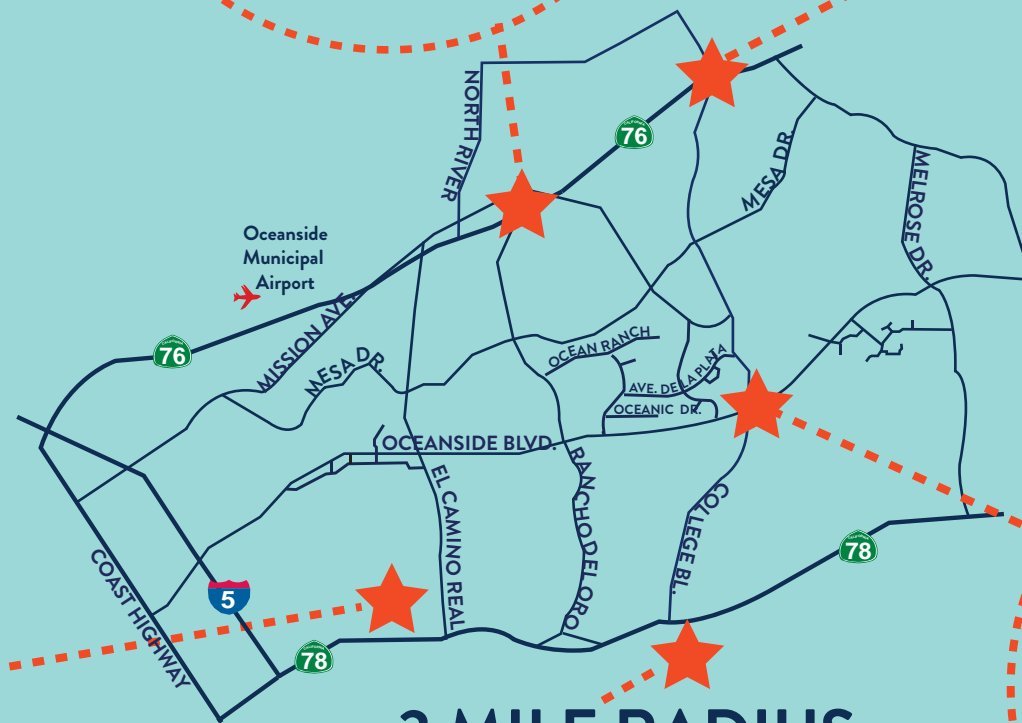 NORTH RIVER
76
MESA DR.
MELROSE DR.
Oceanside
Municipal
Airport
MISSION AVE.
76
MESA DR.
OCEAN RANCH
AVE. DE LA PLATA
OCEANIC DR.
OCEANSIDE BLVD.
EL CAMINO REAL
RANCHO DEL ORO
COLLEGE BL.
78
COAST HIGHWAY
5
78
MILE RADIUS